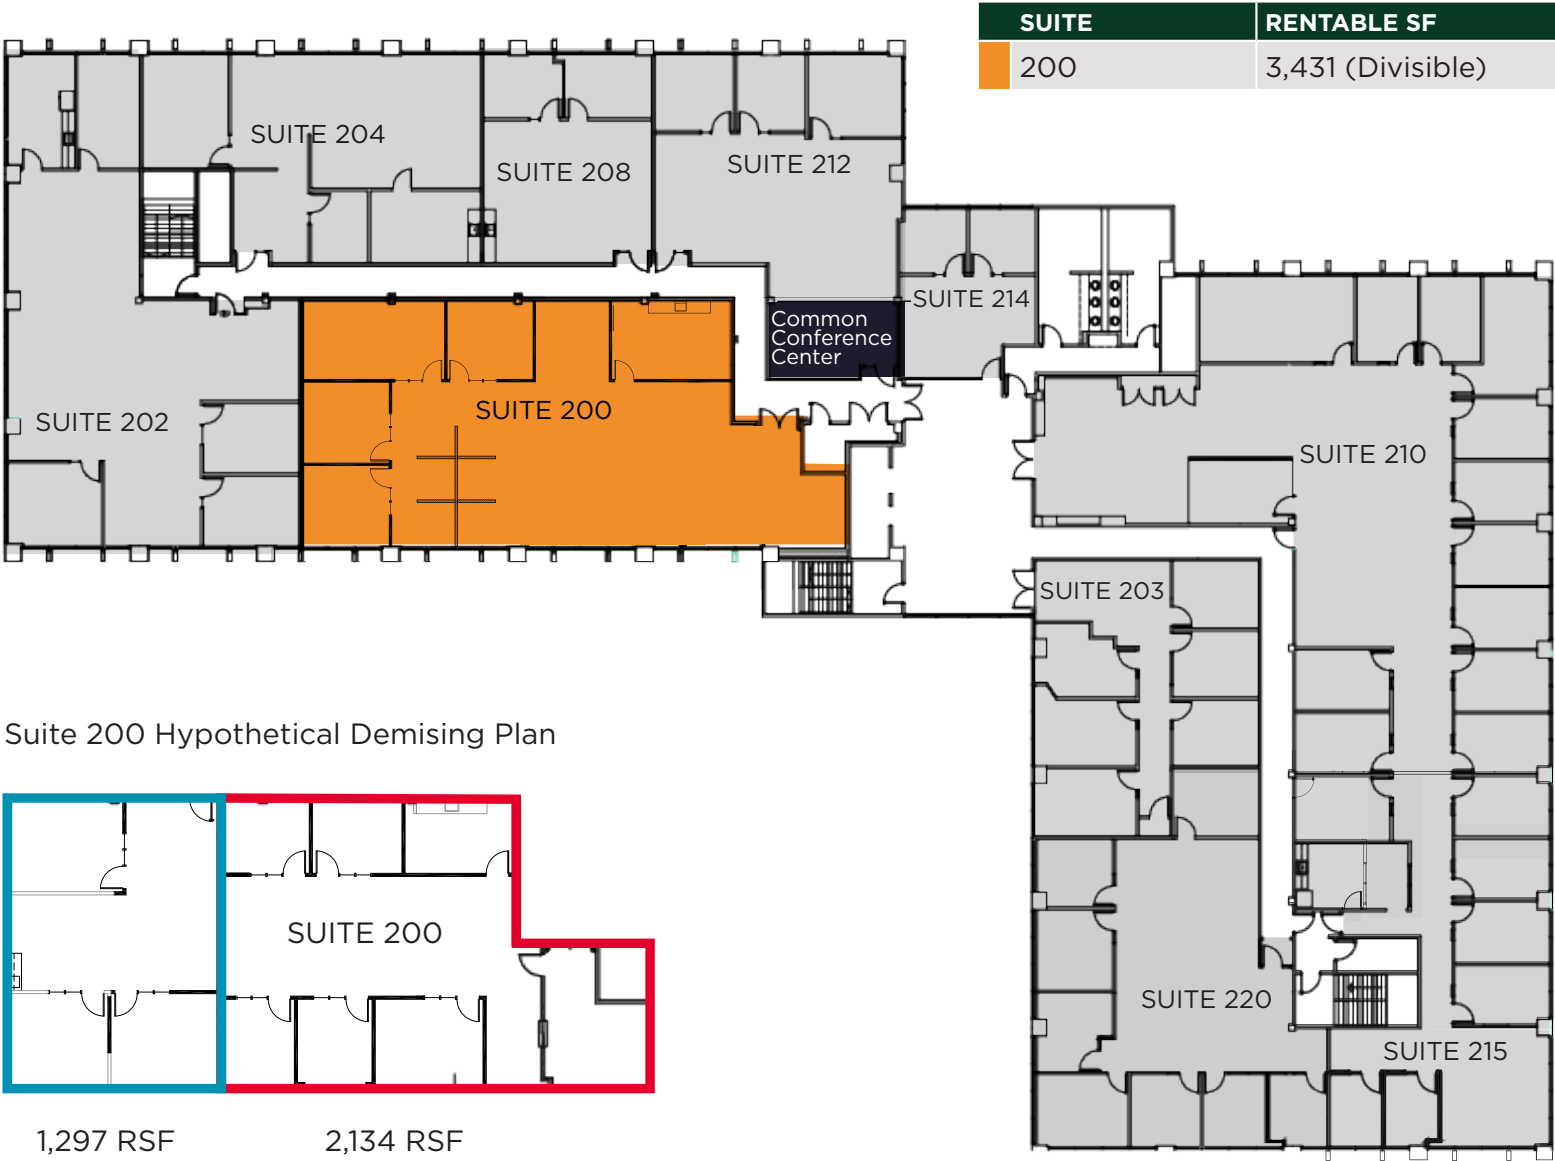 SUITE RENTABLE SF
200 3,431 (Divisible)
SUITE 204
SUITE 208
SUITE 212
SUITE 214
Common
Conference
Center
SUITE 202
SUITE 200
SUITE 210
SUITE 203
Suite 200 Hypothetical Demising Plan
SUITE 200
SUITE 220
SUITE 215
1,297 RSF
2,134 RSF